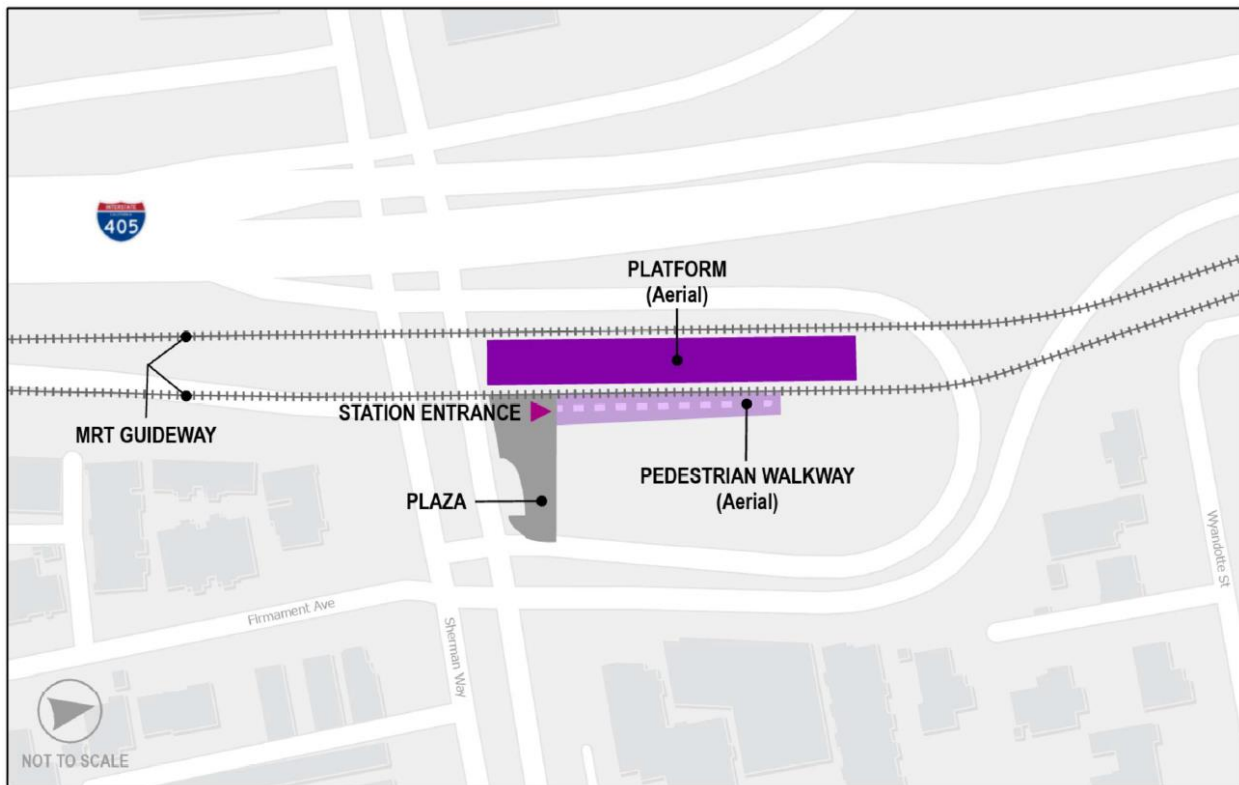 INTERSTATE
CALIFORNIA
405
PLATFORM
(Aerial)
STATION ENTRANCE
MRT GUIDEWAY
PEDESTRIAN WALKWAY
(Aerial)
PLAZA
Wyandotte St
Firmament Ave
Sherman Way
NOT TO SCALE